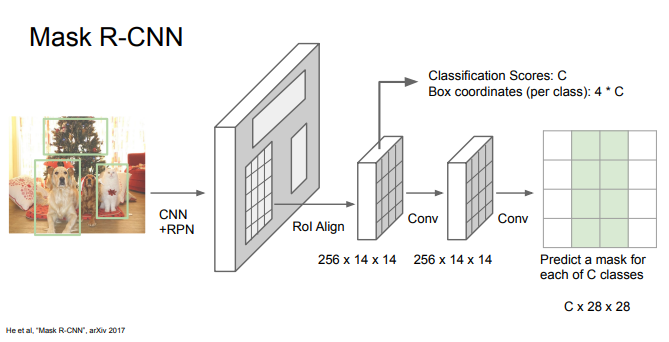 Mask R-CNN
Classification Scores: C
Box coordinates (per class): 4 * C
CNN
+RPN
RoI Align
Conv
Conv
256 x 14 x 14
256 x 14 x 14
Predict a mask for
each of C classes
C x 28 x 28
He et al, “Mask R-CNN”, arXiv 2017